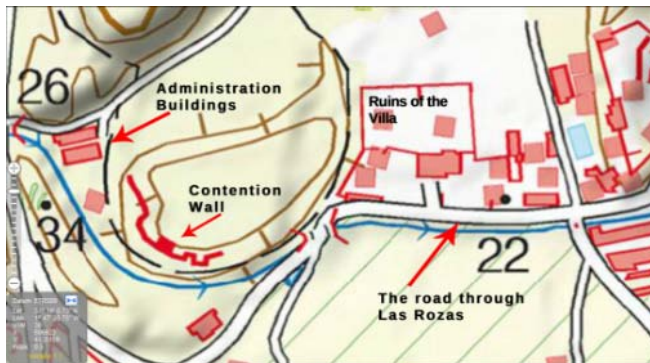 26
Administration
Buildings
Ruins of the
Villa
Contention
Wall
34
22
The road through
Las Rozas